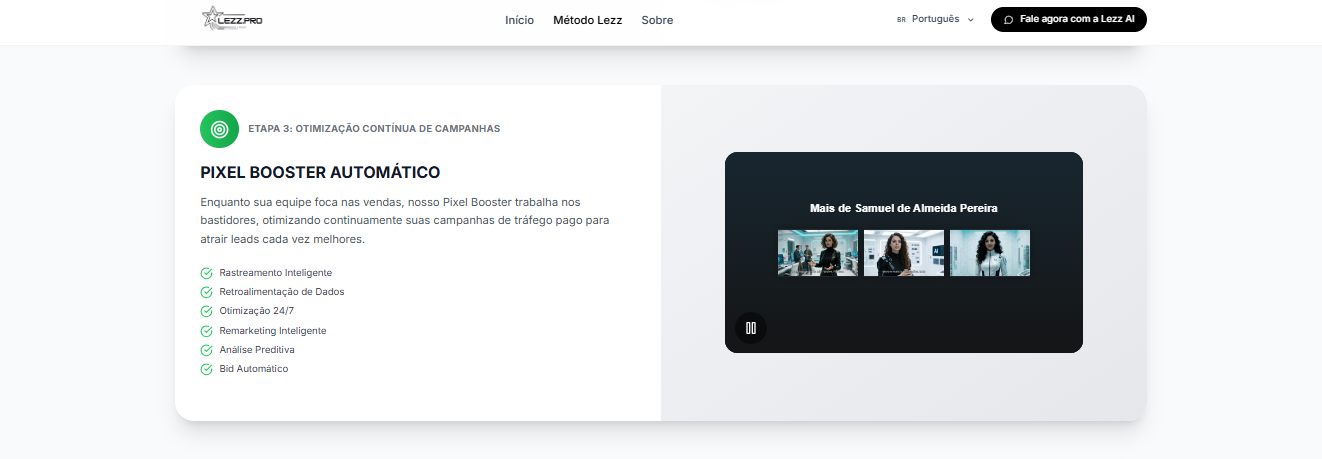 LEZZ.PRO
Início
Método Lezz
Sobre
BR Português
Fale agora com a Lezz AI
ETAPA 3: OTIMIZAÇÃO CONTÍNUA DE CAMPANHAS
PIXEL BOOSTER AUTOMÁTICO
Enquanto sua equipe foca nas vendas, nosso Pixel Booster trabalha nos
bastidores, otimizando continuamente suas campanhas de tráfego pago para
atrair leads cada vez melhores.
Rastreamento Inteligente
Retroalimentação de Dados
Otimização 24/7
Remarketing Inteligente
Análise Preditiva
Bid Automático
Mais de Samuel de Almeida Pereira